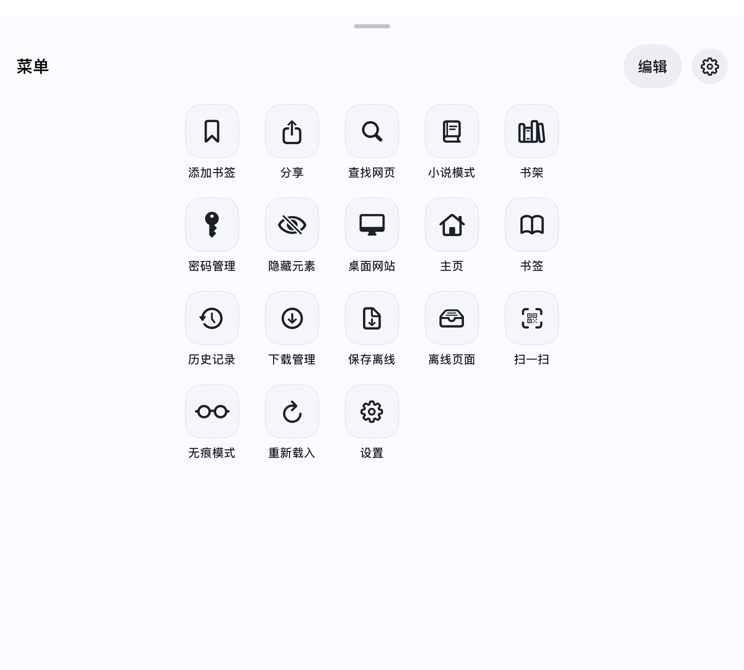 菜单
编辑
添加书签
分享
查找网页
小说模式
书架
密码管理
隐藏元素
桌面网站
主页
书签
历史记录
下载管理
保存离线
离线页面
扫一扫
无痕模式
重新载入
设置